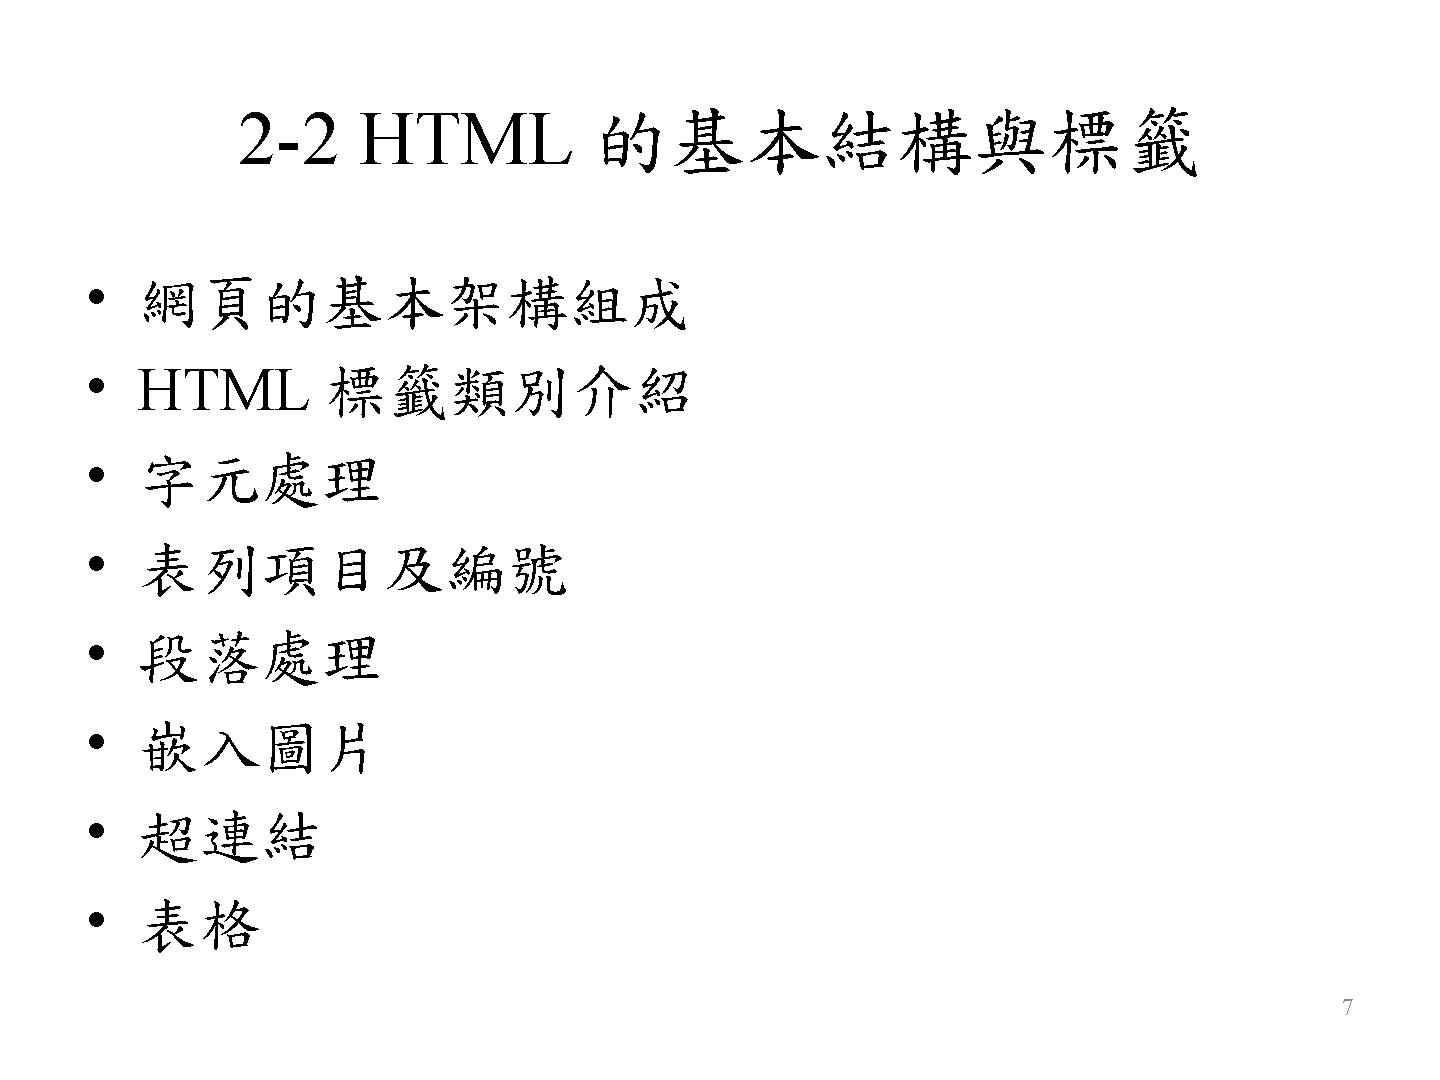 2-2 HTML 的基本結構與標籤
• 網頁的基本架構組成
• HTML 標籤類別介紹
• 字元處理
• 表列項目及編號
• 段落處理
• 嵌入圖片
• 超連結
• 表格
7